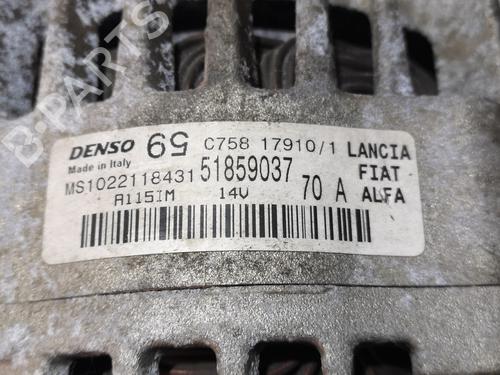 B-PARTS
DENSO 69 C758 17910/1 LANCIA
Made in Italy
MS1022118431 51859037 FIAT
A115IM 14V 70 A ALFA